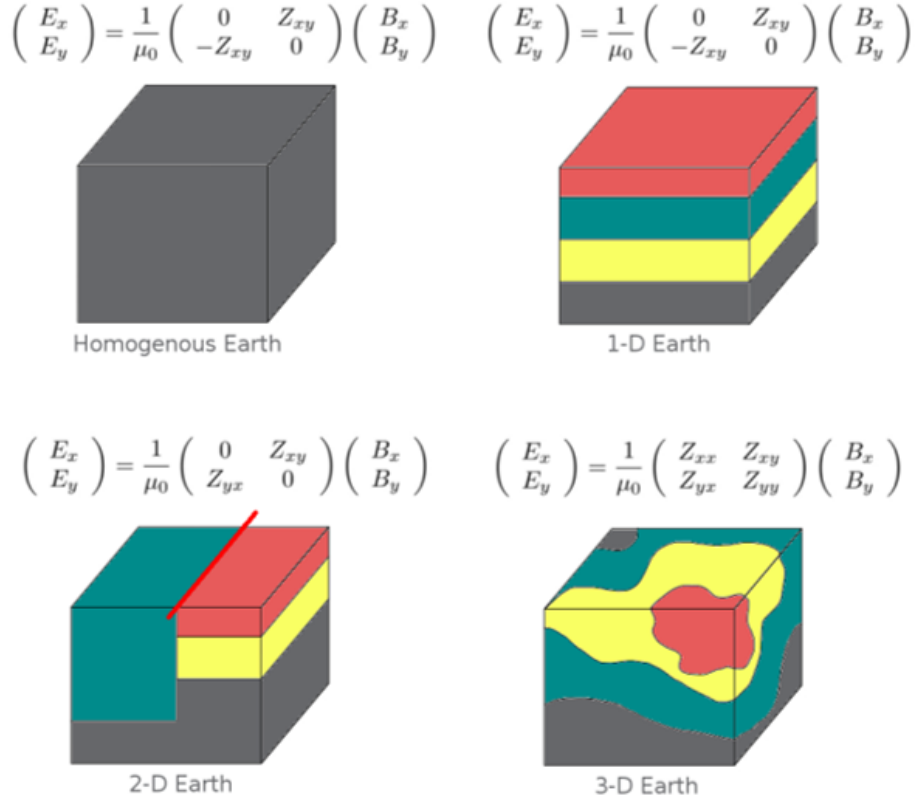 ( E_x E_y ) = 1/μ_0 ( 0 Z_xy -Z_xy 0 ) ( B_x B_y )
( E_x E_y ) = 1/μ_0 ( 0 Z_xy -Z_xy 0 ) ( B_x B_y )
Homogenous Earth
1-D Earth
( E_x E_y ) = 1/μ_0 ( 0 Z_xy Z_yx 0 ) ( B_x B_y )
( E_x E_y ) = 1/μ_0 ( Z_xx Z_xy Z_yx Z_yy ) ( B_x B_y )
2-D Earth
3-D Earth